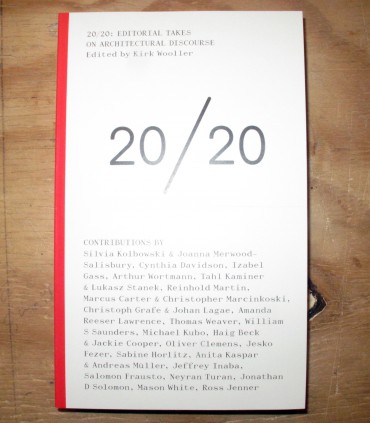 20/20: EDITORIAL TAKES
ON ARCHITECTURAL DISCOURSE
Edited by Kirk Wooller
20/20
CONTRIBUTIONS BY
Silvia Kolbowski & Joanna Merwood-
Salisbury, Cynthia Davidson, Izabel
Gass, Arthur Wortmann, Tahl Kaminer
& Lukasz Stanek, Reinhold Martin,
Marcus Carter & Christopher Marcinkoski,
Christoph Grafe & Johan Lagae, Amanda
Reeser Lawrence, Thomas Weaver, William
S Saunders, Michael Kubo, Haig Beck
& Jackie Cooper, Oliver Clemens, Jesko
Fezer, Sabine Horlitz, Anita Kaspar
& Andreas Müller, Jeffrey Inaba,
Salomon Frausto, Neyran Turan, Jonathan
D Solomon, Mason White, Ross Jenner